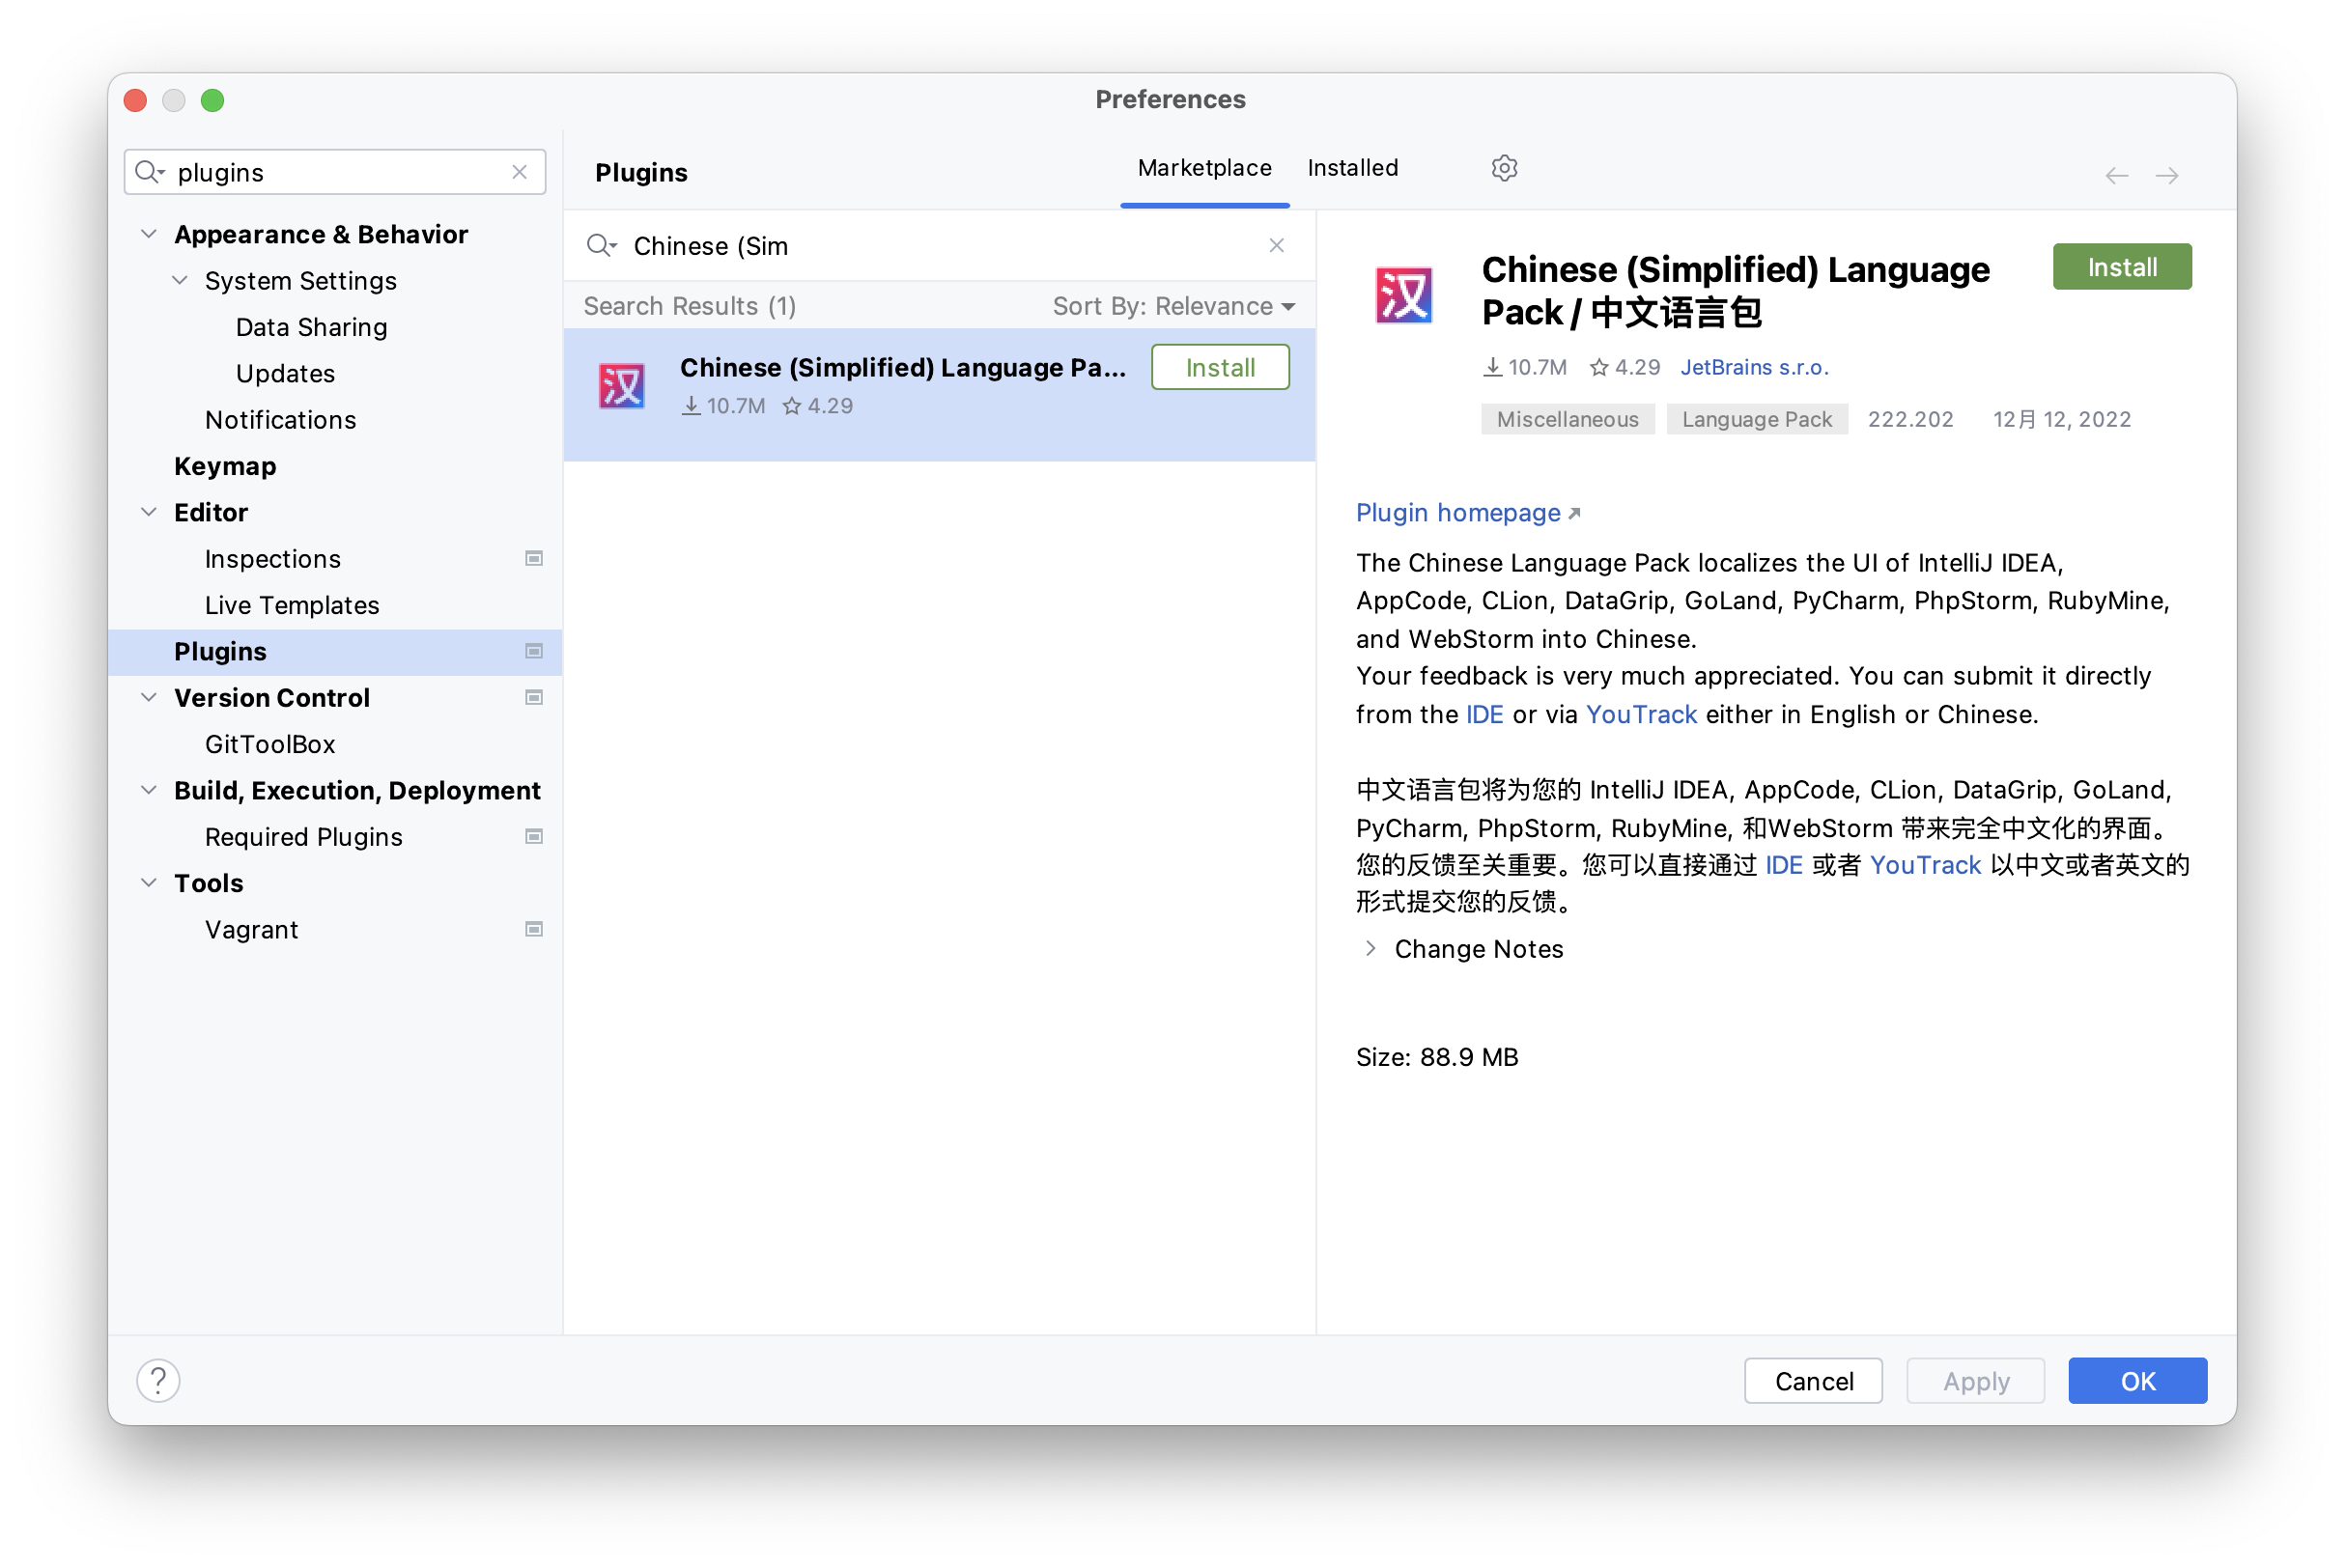 Preferences
plugins
Appearance & Behavior
System Settings
Data Sharing
Updates
Notifications
Keymap
Editor
Inspections
Live Templates
Plugins
Version Control
GitToolBox
Build, Execution, Deployment
Required Plugins
Tools
Vagrant
Plugins
Marketplace
Installed
Chinese (Sim
Search Results (1)
Sort By: Relevance
汉
Chinese (Simplified) Language Pa...
10.7M 4.29
Install
汉
Chinese (Simplified) Language
Pack / 中文语言包
Install
10.7M 4.29 JetBrains s.r.o.
Miscellaneous Language Pack 222.202 12月 12, 2022
Plugin homepage
The Chinese Language Pack localizes the UI of IntelliJ IDEA,
AppCode, CLion, DataGrip, GoLand, PyCharm, PhpStorm, RubyMine,
and WebStorm into Chinese.
Your feedback is very much appreciated. You can submit it directly
from the IDE or via YouTrack either in English or Chinese.
中文语言包将为您的 IntelliJ IDEA, AppCode, CLion, DataGrip, GoLand,
PyCharm, PhpStorm, RubyMine, 和WebStorm 带来完全中文化的界面。
您的反馈至关重要。您可以直接通过 IDE 或者 YouTrack 以中文或者英文的
形式提交您的反馈。
Change Notes
Size: 88.9 MB
?
Cancel
Apply
OK